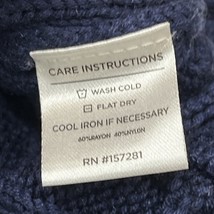 CARE INSTRUCTIONS
WASH COLD
FLAT DRY
COOL IRON IF NECESSARY
60%RAYON 40%NYLON
RN #157281